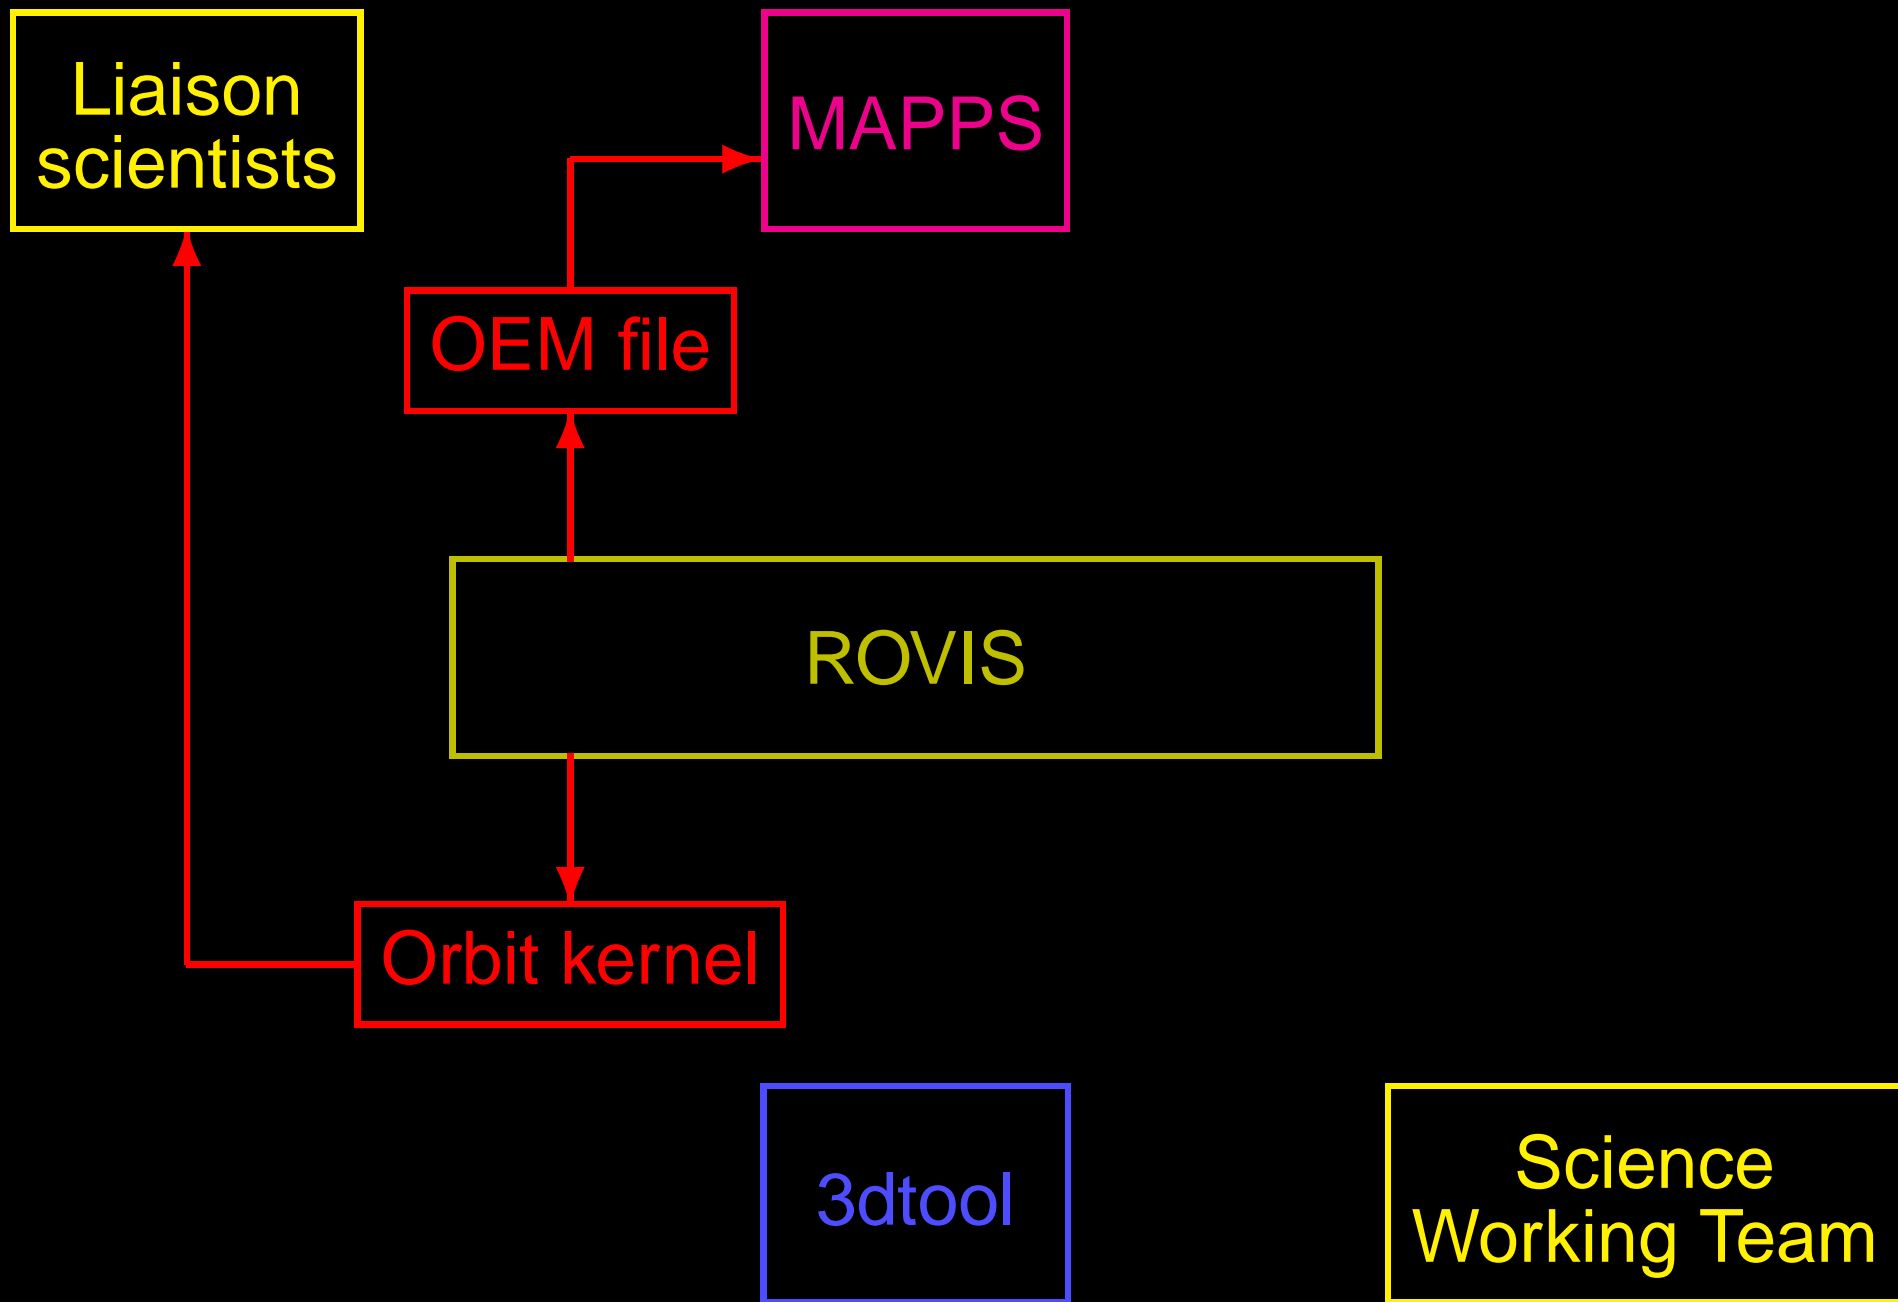 Liaison
scientists
MAPPS
OEM file
ROVIS
Orbit kernel
3dtool
Science
Working Team